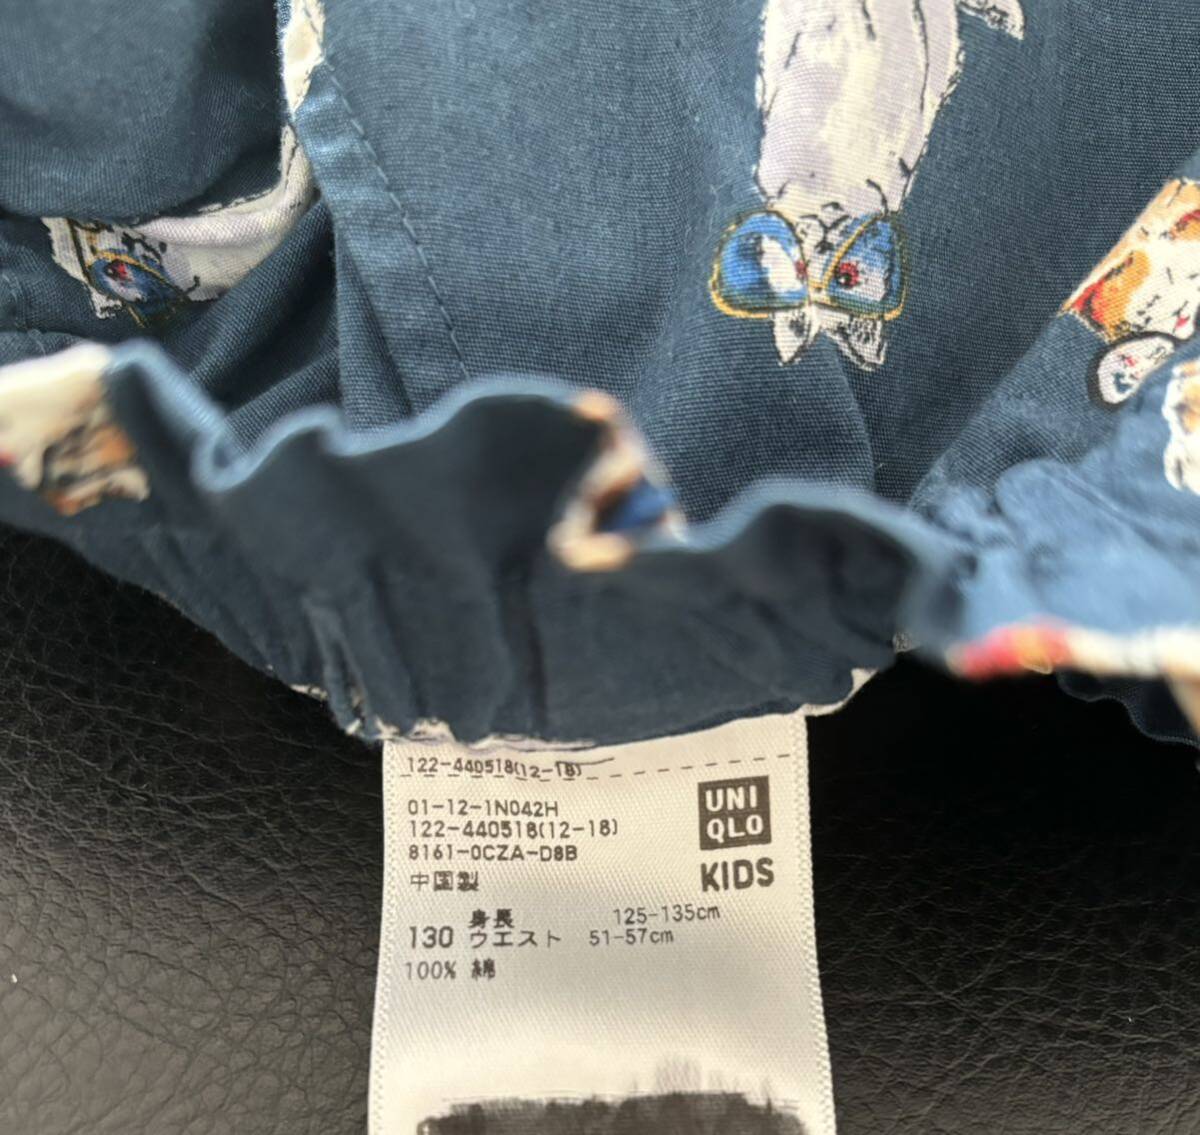 122-440518(12-18)
01-12-1N042H
122-440518(12-18)
8161-0CZA-D8B
中国製
UNI
QLO
KIDS
身長 125-135cm
130 ウエスト 51-57cm
100% 綿